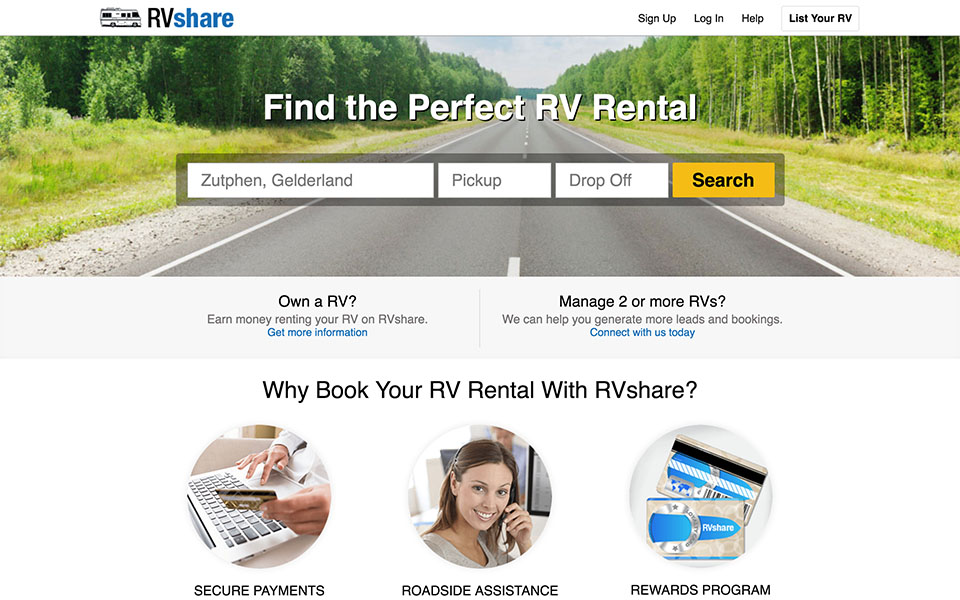 RVshare
Sign Up Log In Help List Your RV
Find the Perfect RV Rental
Zutphen, Gelderland Pickup Drop Off Search
Own a RV?
Earn money renting your RV on RVshare.
Get more information
Manage 2 or more RVs?
We can help you generate more leads and bookings.
Connect with us today
Why Book Your RV Rental With RVshare?
RVshare
SECURE PAYMENTS
ROADSIDE ASSISTANCE
REWARDS PROGRAM